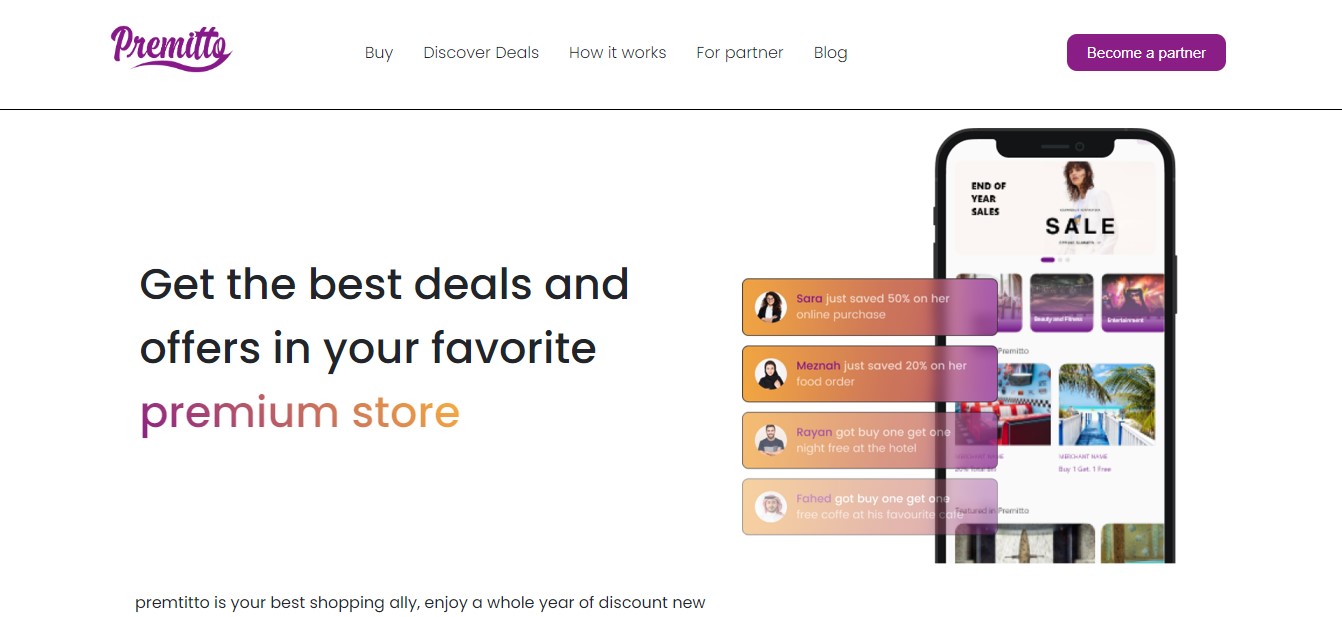 Premitto
Buy
Discover Deals
How it works
For partner
Blog
Become a partner
Get the best deals and
offers in your favorite
premium store
END OF
YEAR
SALES
SALE
Beauty and Fitness
Entertainment
Sara just saved 50% on her
online purchase
Meznah just saved 20% on her
food order
Rayan got buy one get one
night free at the hotel
Fahed got buy one get one
free coffe at his favourite cafe
Premitto
MERCHANT NAME
MERCHANT NAME
Buy 1 Get. 1 Free
Featured in Premitto
premtitto is your best shopping ally, enjoy a whole year of discount new